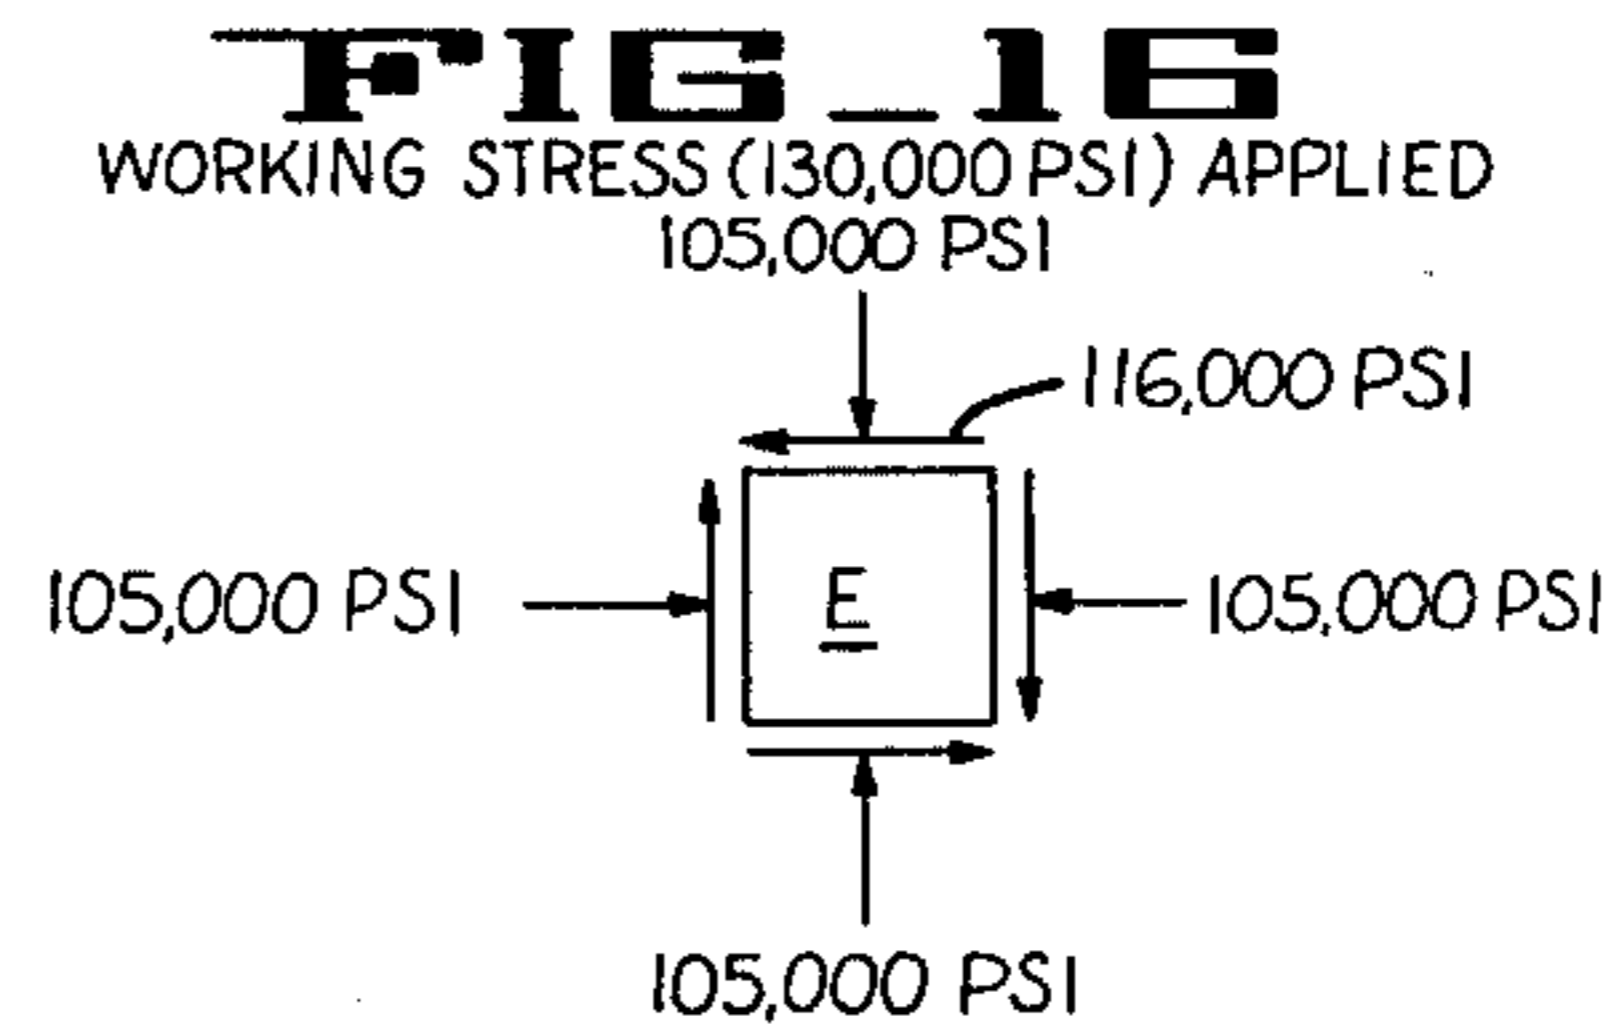 FIG_16
WORKING STRESS (130,000 PSI) APPLIED
105,000 PSI
116,000 PSI
E
105,000 PSI
105,000 PSI
105,000 PSI